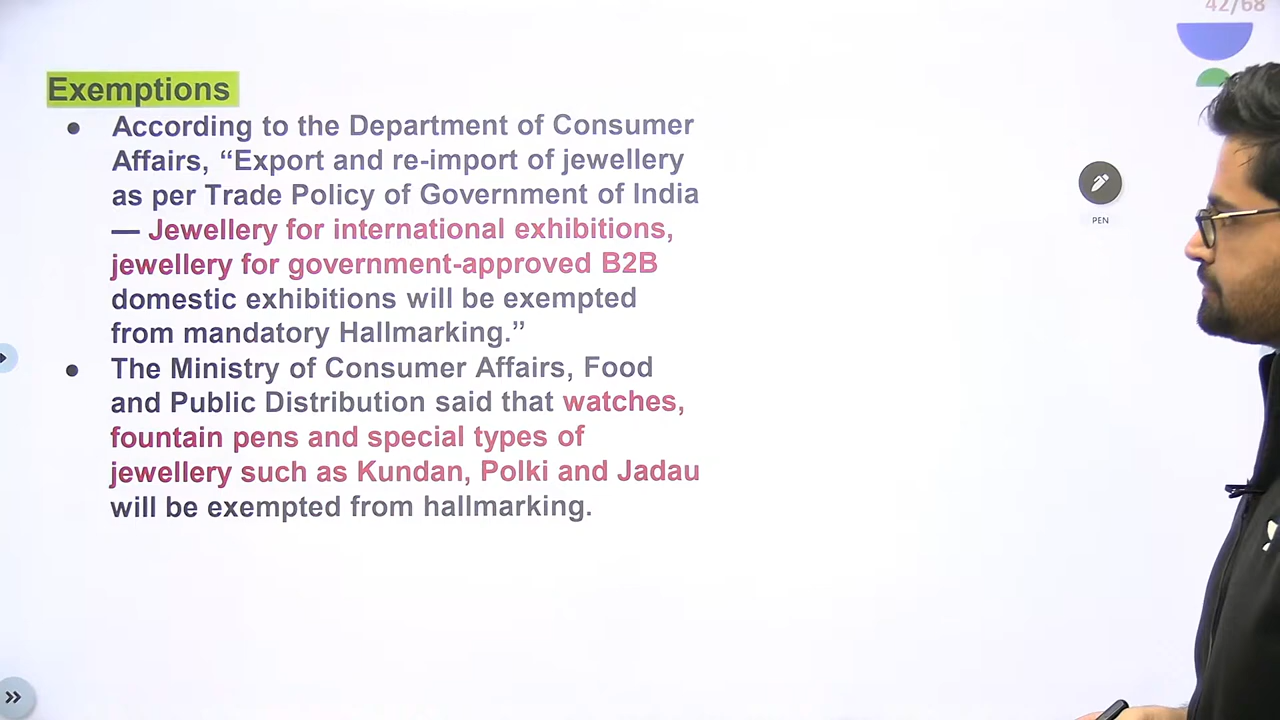 42/68
Exemptions
● According to the Department of Consumer
Affairs, “Export and re-import of jewellery
as per Trade Policy of Government of India
— Jewellery for international exhibitions,
jewellery for government-approved B2B
domestic exhibitions will be exempted
from mandatory Hallmarking.”
● The Ministry of Consumer Affairs, Food
and Public Distribution said that watches,
fountain pens and special types of
jewellery such as Kundan, Polki and Jadau
will be exempted from hallmarking.
PEN